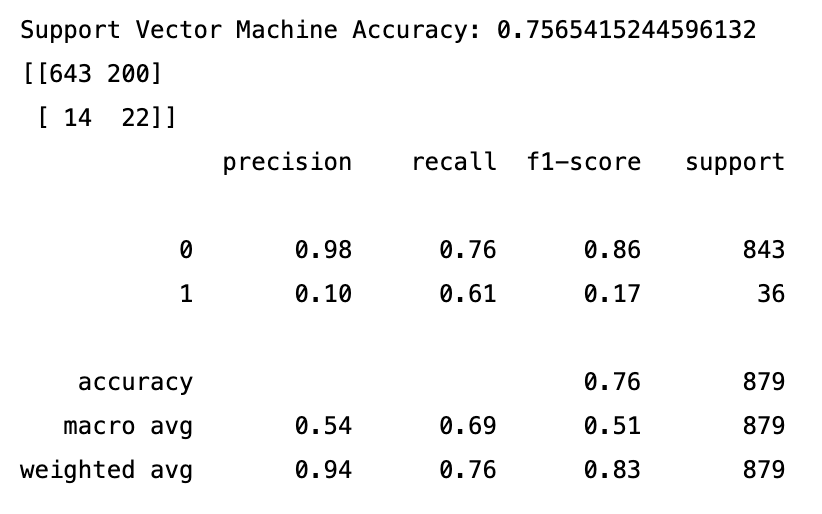 Support Vector Machine Accuracy: 0.7565415244596132
[[643 200]
 [ 14  22]]
              precision    recall  f1-score   support

           0       0.98      0.76      0.86       843
           1       0.10      0.61      0.17        36

    accuracy                           0.76       879
   macro avg       0.54      0.69      0.51       879
weighted avg       0.94      0.76      0.83       879